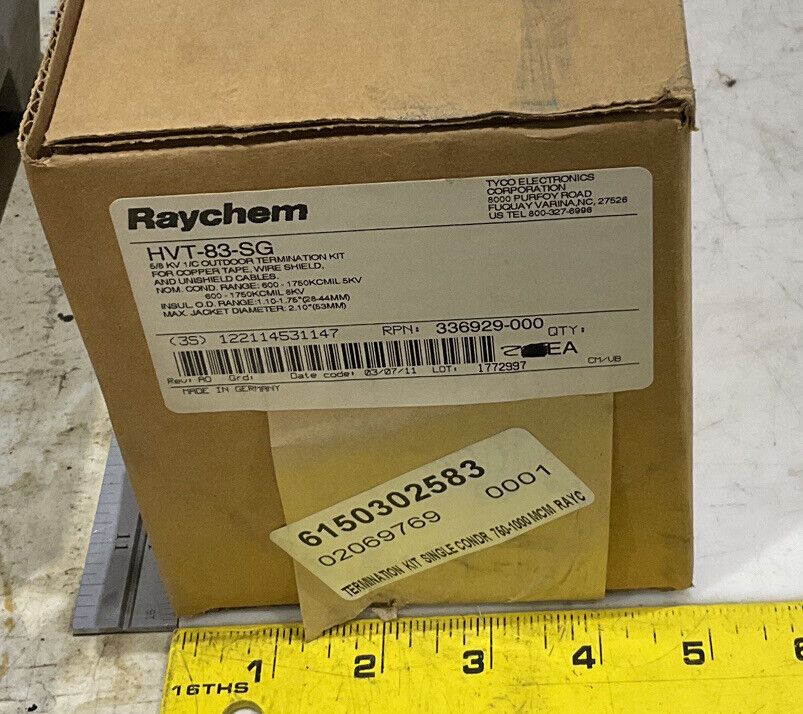 Raychem
TYCO ELECTRONICS
CORPORATION
8000 PURFOY ROAD
FUQUAY VARINA,NC, 27526
US TEL 800-327-6996
HVT-83-SG
5/8 KV 1/C OUTDOOR TERMINATION KIT
FOR COPPER TAPE, WIRE SHIELD,
AND UNISHIELD CABLES.
NOM. COND. RANGE: 600 - 1750KCMIL 5KV
600 - 1750KCMIL 8KV
INSUL. O.D. RANGE:1.10-1.75"(28-44MM)
MAX. JACKET DIAMETER: 2.10"(53MM)
(3S) 122114531147 RPN: 336929-000 QTY:
EA
Rev: AO Grd: Date code: 03/07/11 LOT: 1772997 CM/VB
MADE IN GERMANY
6150302583
02069769 0001
TERMINATION KIT SINGLE CONDR 750-1000 MCM RAYC
11
1 2 3 4 5 6
16THS